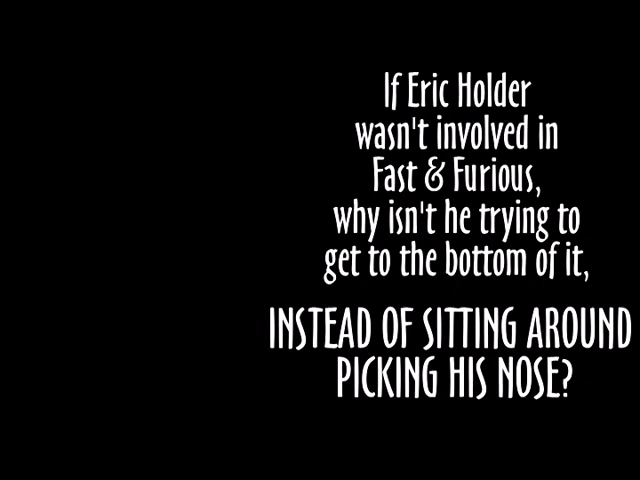 If Eric Holder
wasn't involved in
Fast & Furious,
why isn't he trying to
get to the bottom of it,
INSTEAD OF SITTING AROUND
PICKING HIS NOSE?